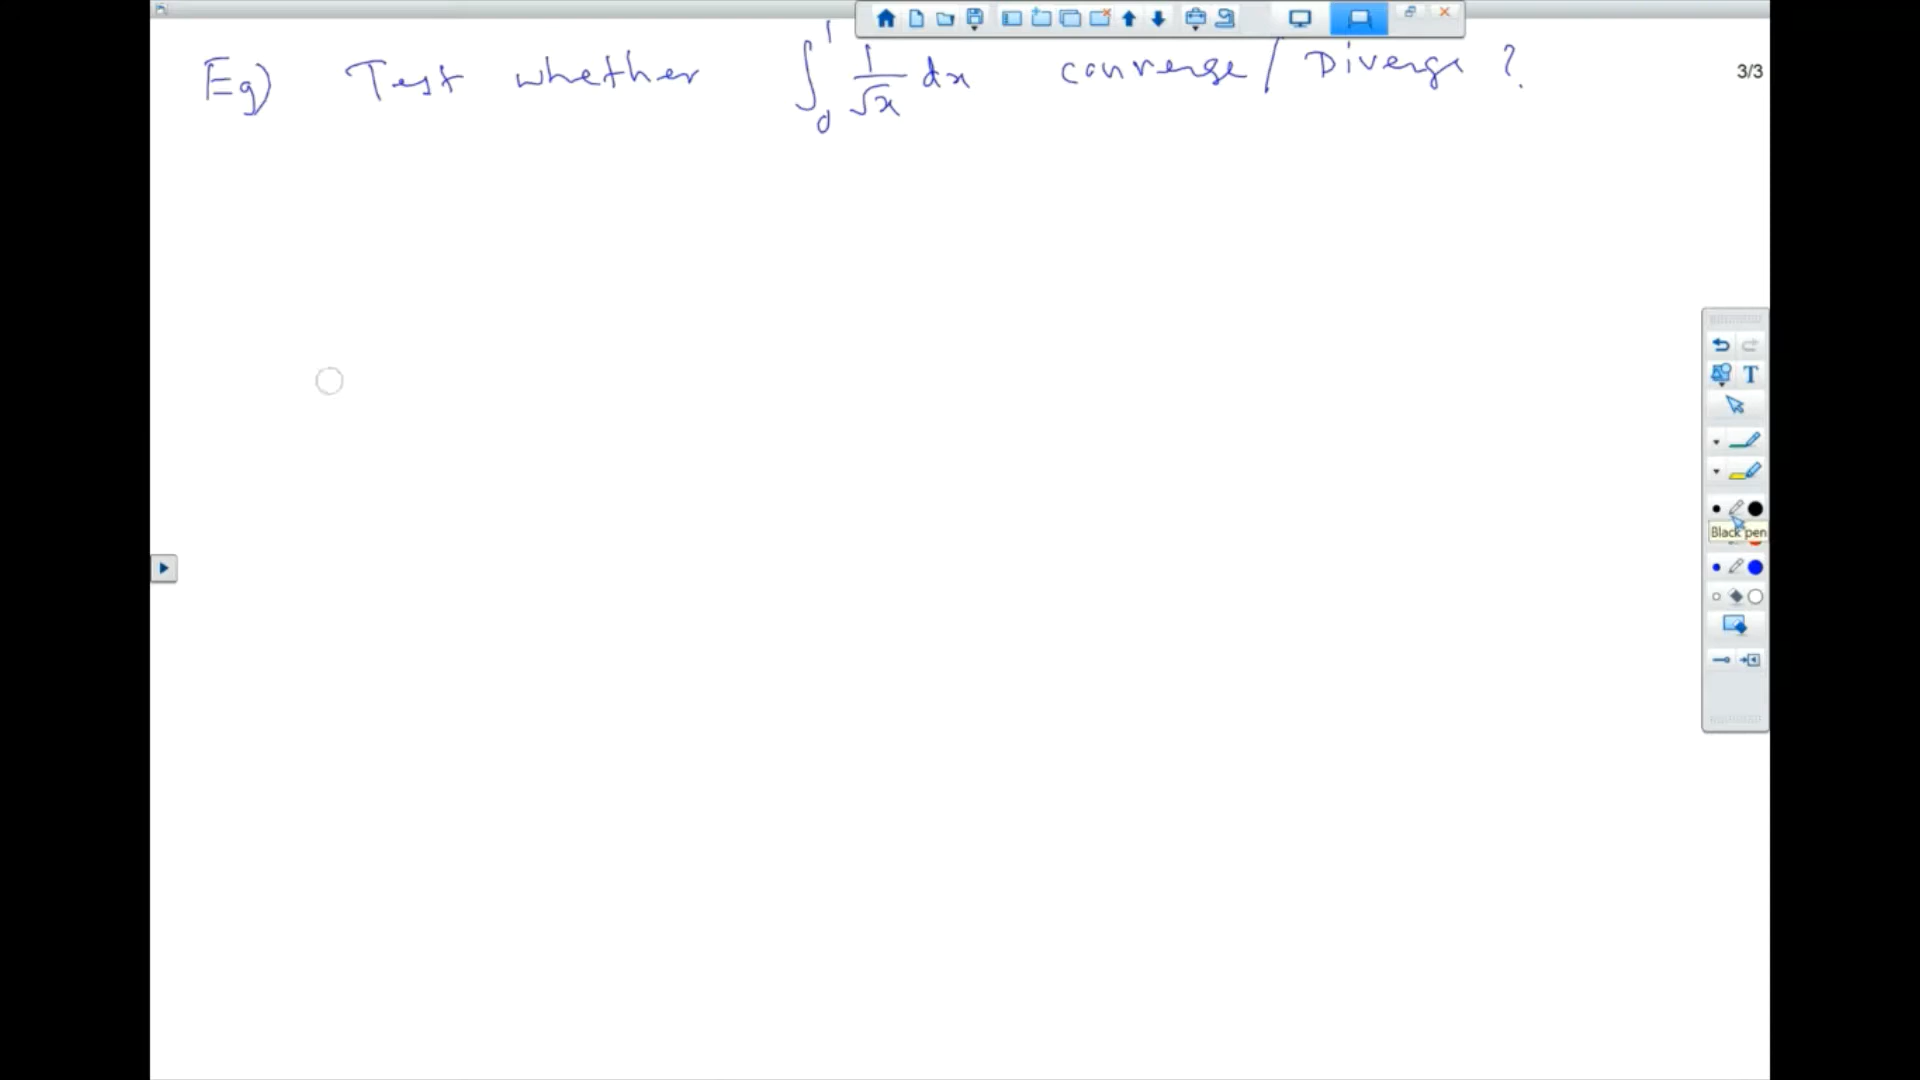 Eg) Test whether ∫₀¹ 1/√x dx converge / Diverge ?
3/3
T
Black pen